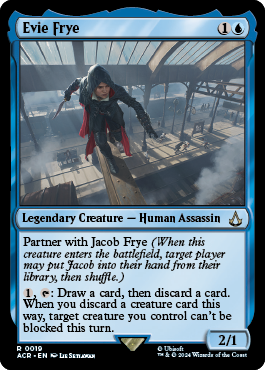 Evie Frye 1
Legendary Creature — Human Assassin
Partner with Jacob Frye (When this
creature enters the battlefield, target player
may put Jacob into their hand from their
library, then shuffle.)
1, : Draw a card, then discard a card.
When you discard a creature card this
way, target creature you control can't be
blocked this turn.
2/1
R 0019
ACR • EN Lie Setiawan
© Ubisoft
™ & © 2024 Wizards of the Coast